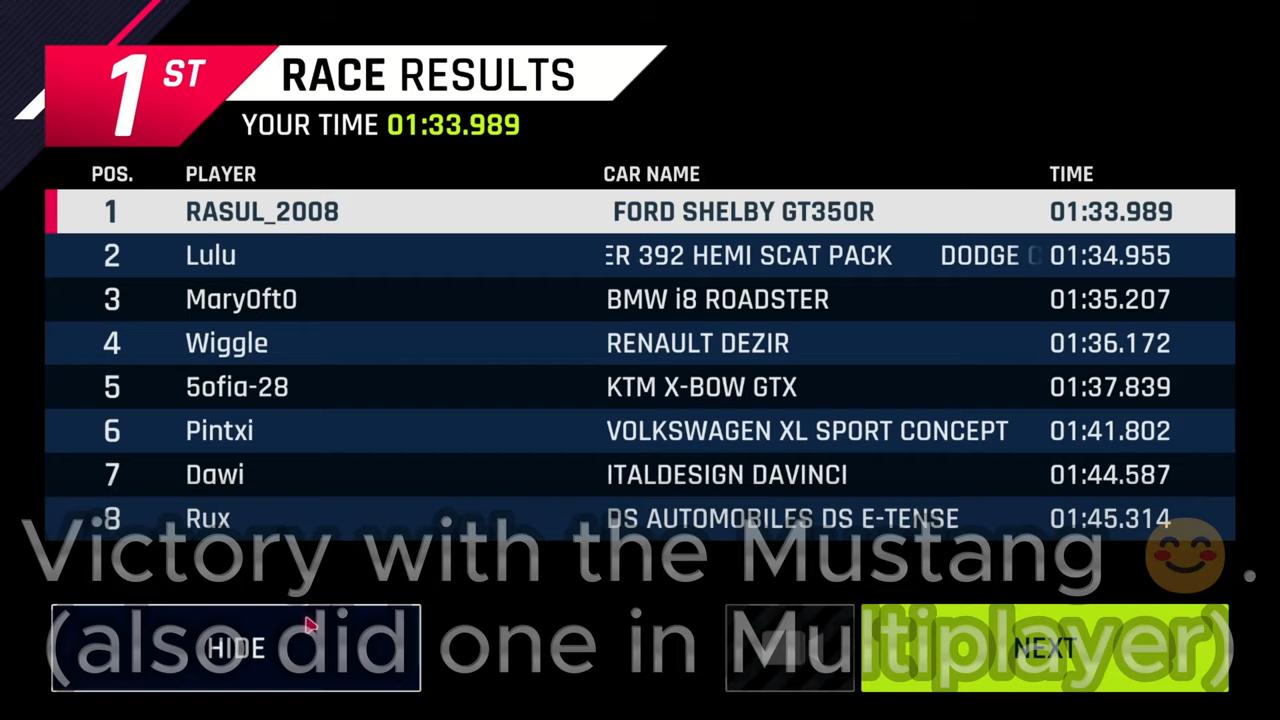 1 ST RACE RESULTS
YOUR TIME 01:33.989
POS. PLAYER CAR NAME TIME
1 RASUL_2008 FORD SHELBY GT350R 01:33.989
2 Lulu ER 392 HEMI SCAT PACK DODGE C 01:34.955
3 Mary0ft0 BMW i8 ROADSTER 01:35.207
4 Wiggle RENAULT DEZIR 01:36.172
5 5ofia-28 KTM X-BOW GTX 01:37.839
6 Pintxi VOLKSWAGEN XL SPORT CONCEPT 01:41.802
7 Dawi ITALDESIGN DAVINCI 01:44.587
8 Rux DS AUTOMOBILES DS E-TENSE 01:45.314
Victory with the Mustang 😊.
(also did one in Multiplayer)
HIDE NEXT